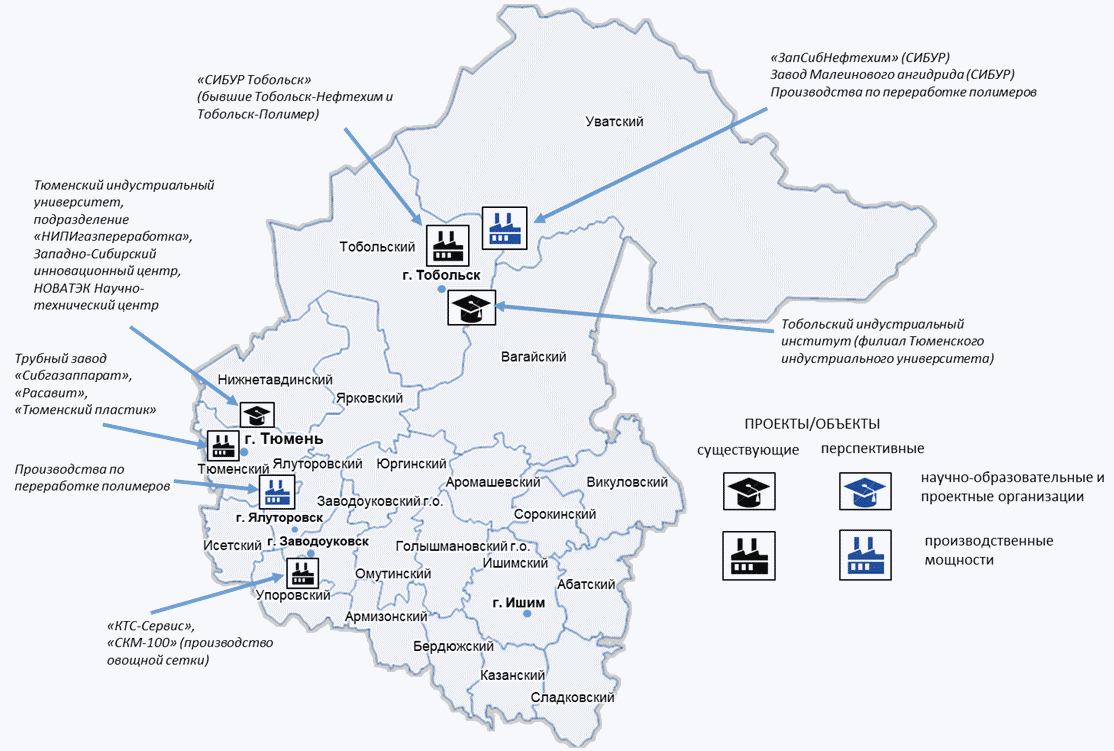 «ЗапСибНефтехим» (СИБУР)
Завод Малеинового ангидрида (СИБУР)
Производства по переработке полимеров
«СИБУР Тобольск»
(бывшие Тобольск-Нефтехим и
Тобольск-Полимер)
Уватский
Тюменский индустриальный
университет,
подразделение
«НИПИгазпереработка»,
Западно-Сибирский
инновационный центр,
НОВАТЭК Научно-
технический центр
Тобольский
г. Тобольск
Тобольский индустриальный
институт (филиал Тюменского
индустриального университета)
Вагайский
Трубный завод
«Сибгазаппарат»,
«Расавит»,
«Тюменский пластик»
Нижнетавдинский
Ярковский
г. Тюмень
Тюменский
Ялуторовский
Юргинский
Аромашевский
Викуловский
Производства по
переработке полимеров
Заводоуковский г.о.
Сорокинский
г. Ялуторовск
Исетский
г. Заводоуковск
Голышмановский г.о.
Ишимский
Омутинский
Абатский
Упоровский
г. Ишим
Армизонский
Бердюжский
Казанский
Сладковский
«КТС-Сервис»,
«СКМ-100» (производство
овощной сетки)
ПРОЕКТЫ/ОБЪЕКТЫ
существующие
перспективные
научно-образовательные и
проектные организации
производственные
мощности